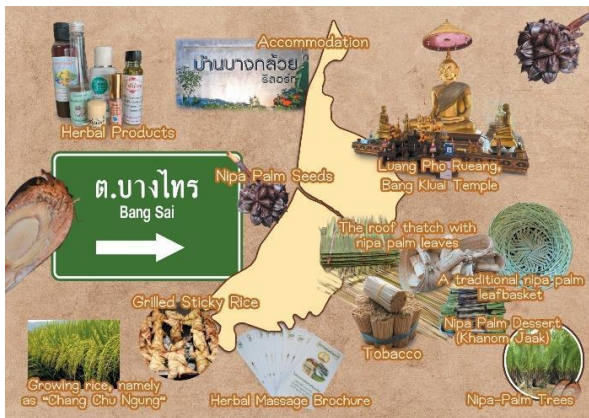 Accommodation
บ้านบางกล้วย
รีสอร์ท
Herbal Products
ต.บางไทร
Bang Sai
Nipa Palm Seeds
Luang Pho Rueang,
Bang Kluai Temple
The roof thatch with
nipa palm leaves
A traditional nipa palm
leafbasket
Grilled Sticky Rice
Tobacco
Nipa Palm Dessert
(Khanom Jaak)
Growing rice, namely
as "Chang Chu Ngung"
Herbal Massage Brochure
Nipa-Palm Trees